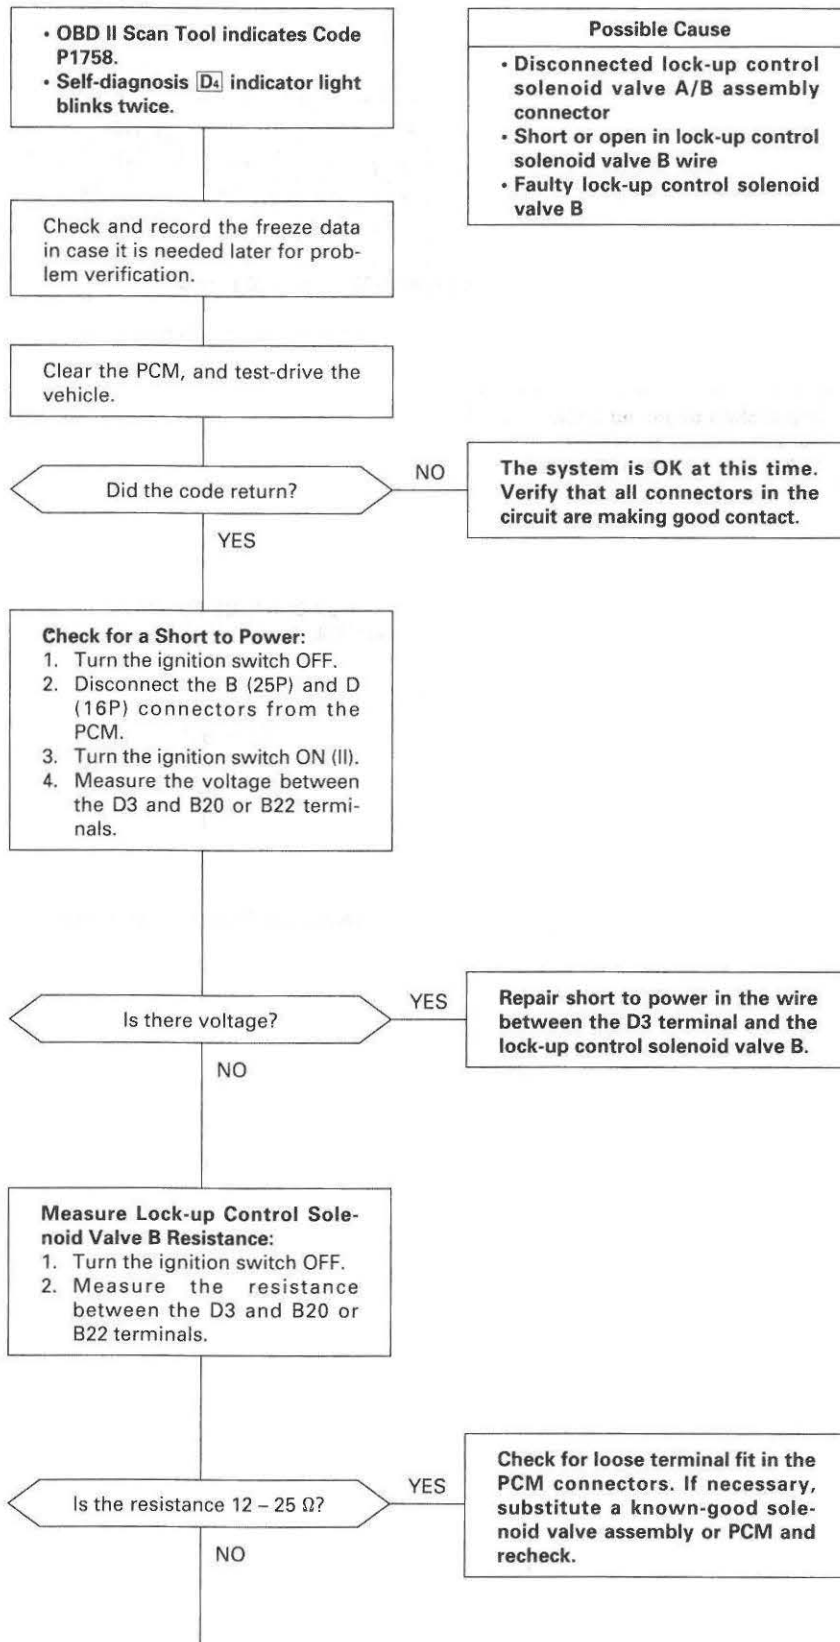 • OBD II Scan Tool indicates Code
P1758.
• Self-diagnosis D4 indicator light
blinks twice.
Possible Cause
• Disconnected lock-up control
solenoid valve A/B assembly
connector
• Short or open in lock-up control
solenoid valve B wire
• Faulty lock-up control solenoid
valve B
Check and record the freeze data
in case it is needed later for prob-
lem verification.
Clear the PCM, and test-drive the
vehicle.
Did the code return?
NO
The system is OK at this time.
Verify that all connectors in the
circuit are making good contact.
YES
Check for a Short to Power:
1. Turn the ignition switch OFF.
2. Disconnect the B (25P) and D
(16P) connectors from the
PCM.
3. Turn the ignition switch ON (II).
4. Measure the voltage between
the D3 and B20 or B22 termi-
nals.
Is there voltage?
YES
Repair short to power in the wire
between the D3 terminal and the
lock-up control solenoid valve B.
NO
Measure Lock-up Control Sole-
noid Valve B Resistance:
1. Turn the ignition switch OFF.
2. Measure the resistance
between the D3 and B20 or
B22 terminals.
Is the resistance 12 – 25 Ω?
YES
Check for loose terminal fit in the
PCM connectors. If necessary,
substitute a known-good sole-
noid valve assembly or PCM and
recheck.
NO